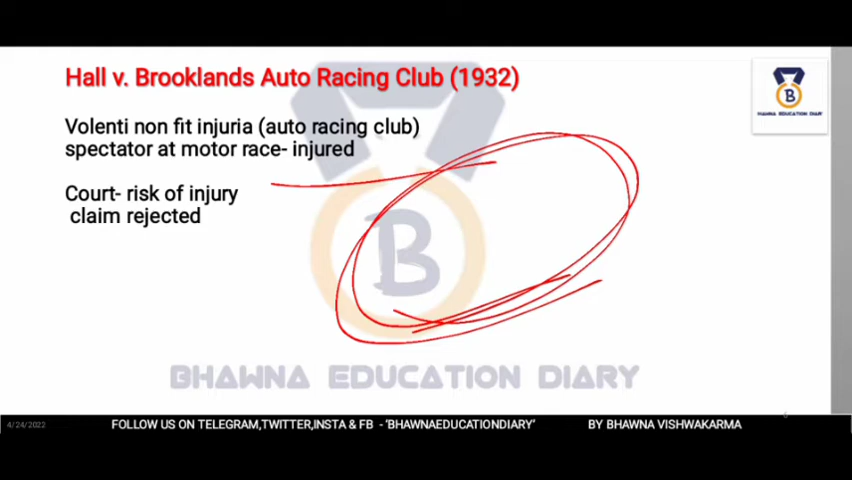 Hall v. Brooklands Auto Racing Club (1932)
Volenti non fit injuria (auto racing club)
spectator at motor race- injured
Court- risk of injury
claim rejected
B
BHAWNA EDUCATION DIARY
B
BHAWNA EDUCATION DIARY
4/24/2022
FOLLOW US ON TELEGRAM,TWITTER,INSTA & FB - ‘BHAWNAEDUCATIONDIARY’
BY BHAWNA VISHWAKARMA